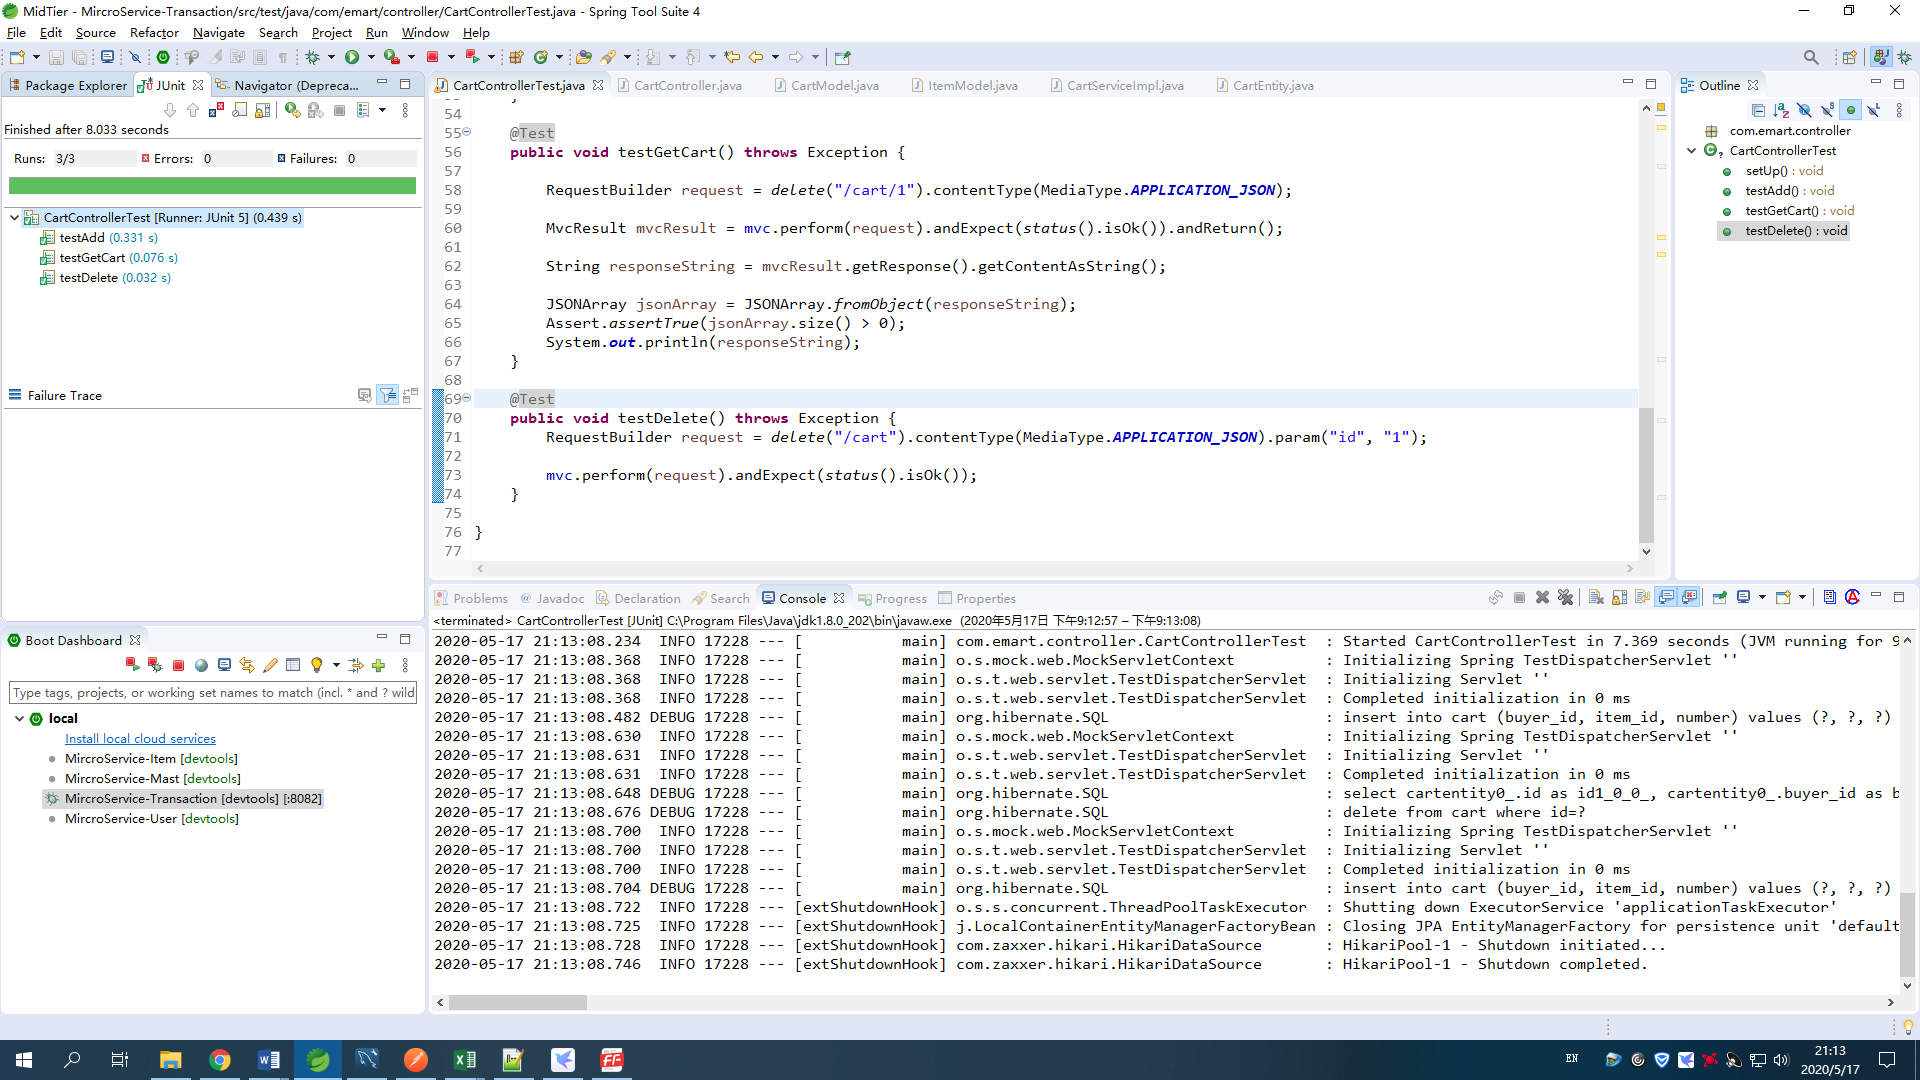 MidTier - MircroService-Transaction/src/test/java/com/emart/controller/CartControllerTest.java - Spring Tool Suite 4
File Edit Source Refactor Navigate Search Project Run Window Help
Package Explorer JUnit Navigator (Depreca...
Finished after 8.033 seconds
Runs: 3/3 Errors: 0 Failures: 0
CartControllerTest [Runner: JUnit 5] (0.439 s)
testAdd (0.331 s)
testGetCart (0.076 s)
testDelete (0.032 s)
Failure Trace
CartControllerTest.java CartController.java CartModel.java ItemModel.java CartServiceImpl.java CartEntity.java
54
55 @Test
56 public void testGetCart() throws Exception {
57
58 RequestBuilder request = delete("/cart/1").contentType(MediaType.APPLICATION_JSON);
59
60 MvcResult mvcResult = mvc.perform(request).andExpect(status().isOk()).andReturn();
61
62 String responseString = mvcResult.getResponse().getContentAsString();
63
64 JSONArray jsonArray = JSONArray.fromObject(responseString);
65 Assert.assertTrue(jsonArray.size() > 0);
66 System.out.println(responseString);
67 }
68
69 @Test
70 public void testDelete() throws Exception {
71 RequestBuilder request = delete("/cart").contentType(MediaType.APPLICATION_JSON).param("id", "1");
72
73 mvc.perform(request).andExpect(status().isOk());
74 }
75
76 }
77
Outline
com.emart.controller
CartControllerTest
setUp() : void
testAdd() : void
testGetCart() : void
testDelete() : void
Boot Dashboard
Type tags, projects, or working set names to match (incl. * and ? wild
local
Install local cloud services
MircroService-Item [devtools]
MircroService-Mast [devtools]
MircroService-Transaction [devtools] [:8082]
MircroService-User [devtools]
Problems Javadoc Declaration Search Console Progress Properties
<terminated> CartControllerTest [JUnit] C:\Program Files\Java\jdk1.8.0_202\bin\javaw.exe (2020年5月17日 下午9:12:57 – 下午9:13:08)
2020-05-17 21:13:08.234 INFO 17228 --- [ main] com.emart.controller.CartControllerTest : Started CartControllerTest in 7.369 seconds (JVM running for 9
2020-05-17 21:13:08.368 INFO 17228 --- [ main] o.s.mock.web.MockServletContext : Initializing Spring TestDispatcherServlet ''
2020-05-17 21:13:08.368 INFO 17228 --- [ main] o.s.t.web.servlet.TestDispatcherServlet : Initializing Servlet ''
2020-05-17 21:13:08.368 INFO 17228 --- [ main] o.s.t.web.servlet.TestDispatcherServlet : Completed initialization in 0 ms
2020-05-17 21:13:08.482 DEBUG 17228 --- [ main] org.hibernate.SQL : insert into cart (buyer_id, item_id, number) values (?, ?, ?)
2020-05-17 21:13:08.630 INFO 17228 --- [ main] o.s.mock.web.MockServletContext : Initializing Spring TestDispatcherServlet ''
2020-05-17 21:13:08.631 INFO 17228 --- [ main] o.s.t.web.servlet.TestDispatcherServlet : Initializing Servlet ''
2020-05-17 21:13:08.631 INFO 17228 --- [ main] o.s.t.web.servlet.TestDispatcherServlet : Completed initialization in 0 ms
2020-05-17 21:13:08.648 DEBUG 17228 --- [ main] org.hibernate.SQL : select cartentity0_.id as id1_0_0_, cartentity0_.buyer_id as b
2020-05-17 21:13:08.676 DEBUG 17228 --- [ main] org.hibernate.SQL : delete from cart where id=?
2020-05-17 21:13:08.700 INFO 17228 --- [ main] o.s.mock.web.MockServletContext : Initializing Spring TestDispatcherServlet ''
2020-05-17 21:13:08.700 INFO 17228 --- [ main] o.s.t.web.servlet.TestDispatcherServlet : Initializing Servlet ''
2020-05-17 21:13:08.700 INFO 17228 --- [ main] o.s.t.web.servlet.TestDispatcherServlet : Completed initialization in 0 ms
2020-05-17 21:13:08.704 DEBUG 17228 --- [ main] org.hibernate.SQL : insert into cart (buyer_id, item_id, number) values (?, ?, ?)
2020-05-17 21:13:08.722 INFO 17228 --- [extShutdownHook] o.s.s.concurrent.ThreadPoolTaskExecutor : Shutting down ExecutorService 'applicationTaskExecutor'
2020-05-17 21:13:08.725 INFO 17228 --- [extShutdownHook] j.LocalContainerEntityManagerFactoryBean : Closing JPA EntityManagerFactory for persistence unit 'default
2020-05-17 21:13:08.728 INFO 17228 --- [extShutdownHook] com.zaxxer.hikari.HikariDataSource : HikariPool-1 - Shutdown initiated...
2020-05-17 21:13:08.746 INFO 17228 --- [extShutdownHook] com.zaxxer.hikari.HikariDataSource : HikariPool-1 - Shutdown completed.
EN
21:13
2020/5/17